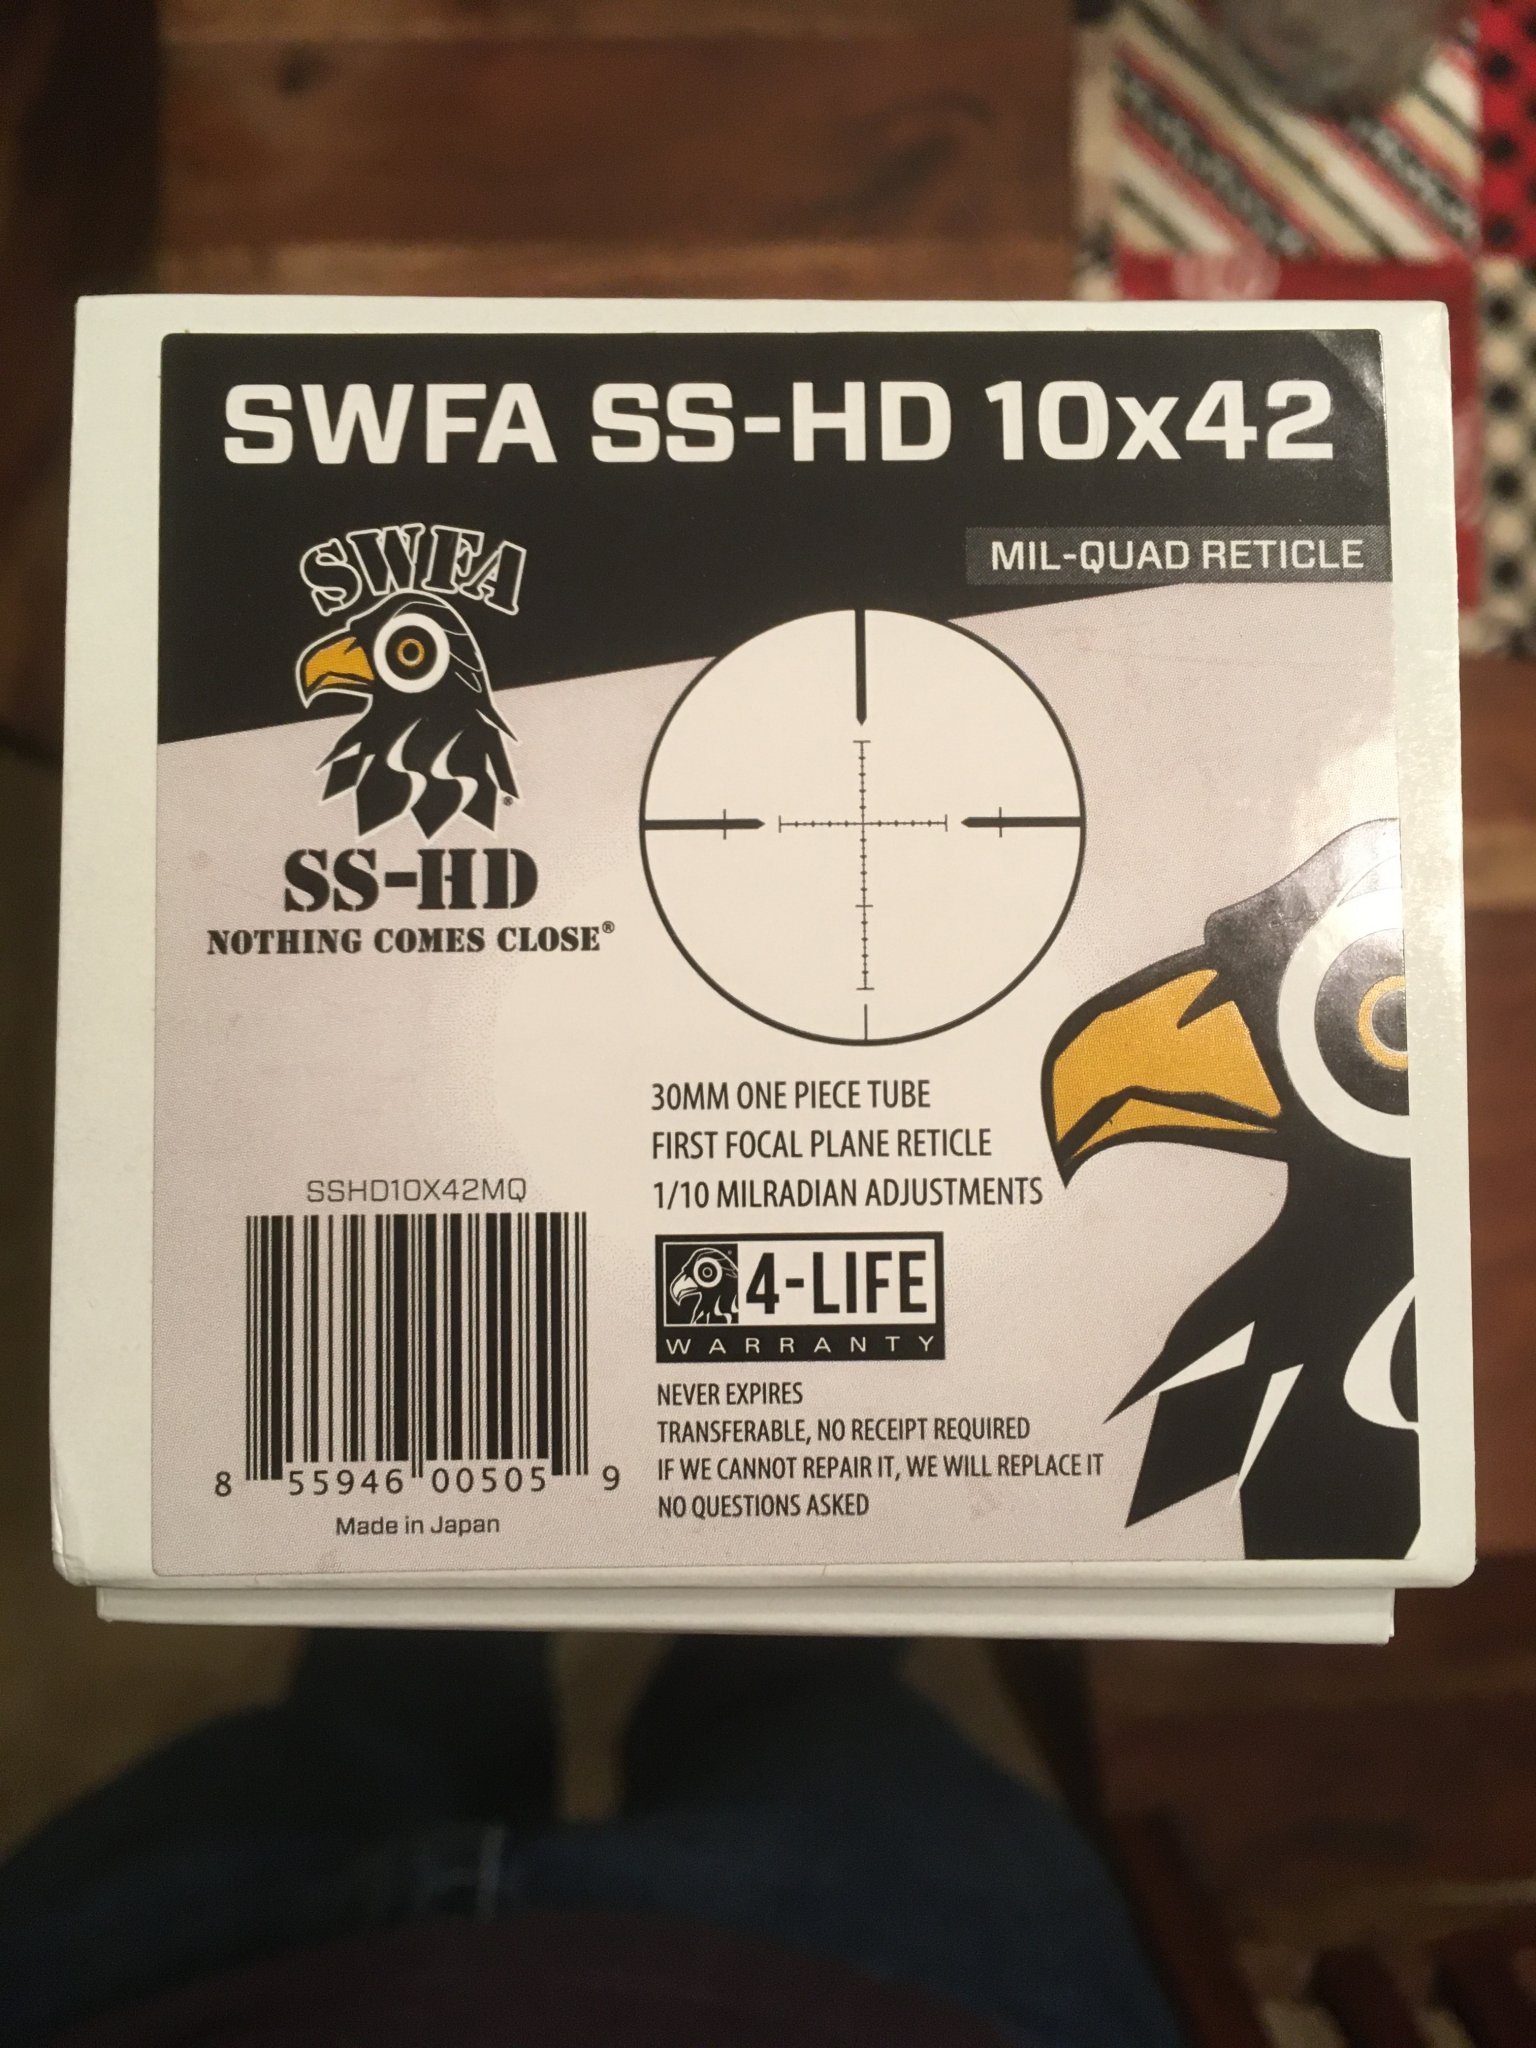 SWFA SS-HD 10x42
MIL-QUAD RETICLE
SWFA
SS
®
SS-HD
NOTHING COMES CLOSE®
30MM ONE PIECE TUBE
FIRST FOCAL PLANE RETICLE
1/10 MILRADIAN ADJUSTMENTS
4-LIFE
WARRANTY
NEVER EXPIRES
TRANSFERABLE, NO RECEIPT REQUIRED
IF WE CANNOT REPAIR IT, WE WILL REPLACE IT
NO QUESTIONS ASKED
SSHD10X42MQ
8 55946 00505 9
Made in Japan